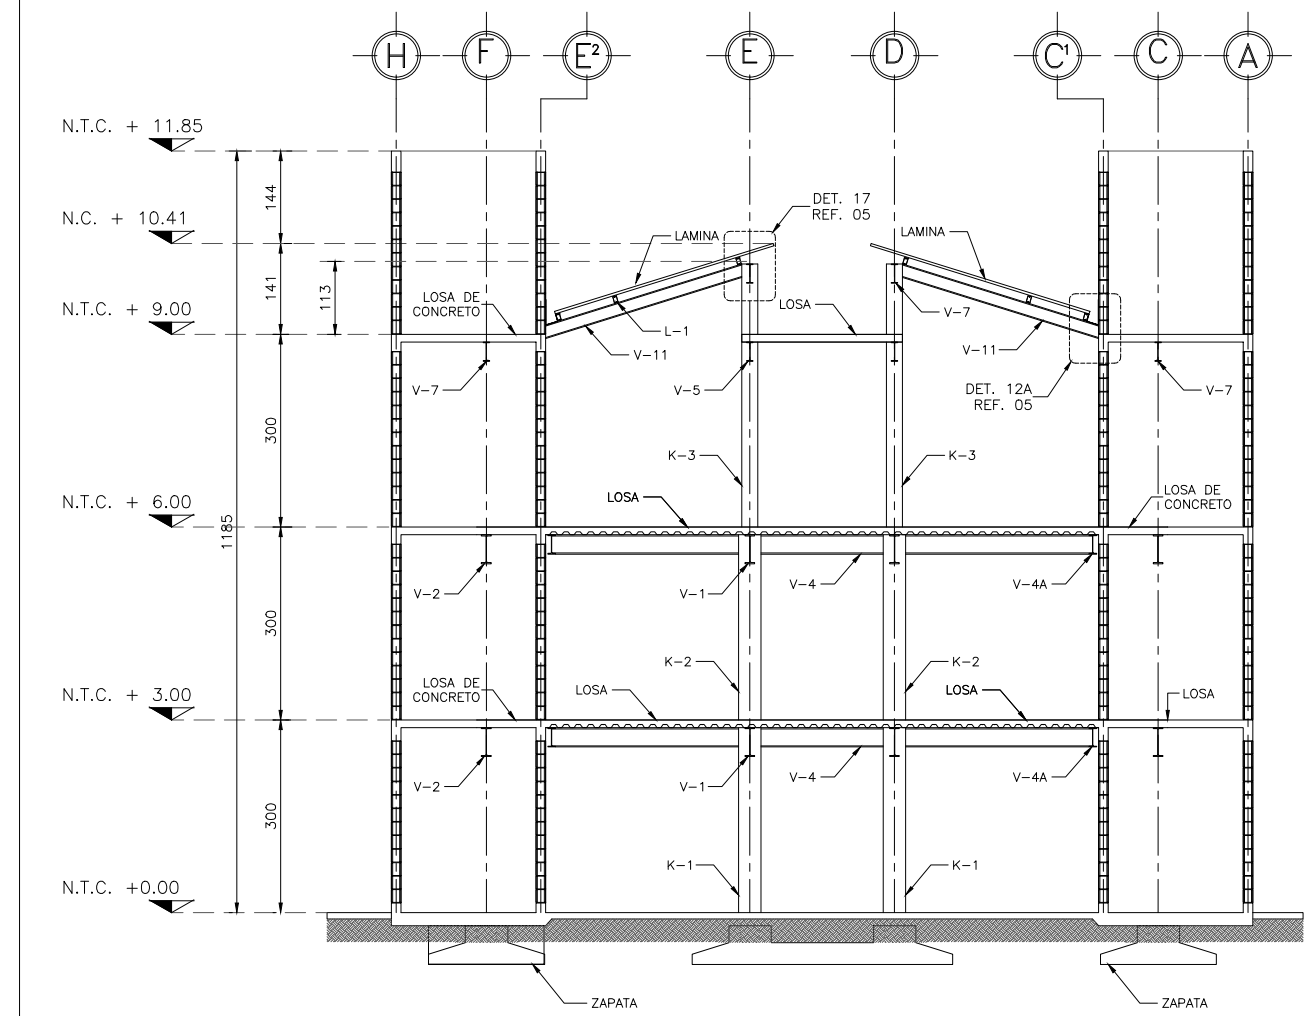 H F E² E D C¹ C A
N.T.C. + 11.85
144
DET. 17
REF. 05
N.C. + 10.41
LAMINA
LAMINA
141
113
LOSA DE
CONCRETO
LOSA
N.T.C. + 9.00
V-7
L-1
V-11
V-11
V-7
V-5
DET. 12A
REF. 05
V-7
300
K-3
K-3
LOSA
LOSA DE
CONCRETO
N.T.C. + 6.00
1185
V-2
V-1
V-4
V-4A
300
K-2
K-2
LOSA DE
CONCRETO
LOSA
LOSA
LOSA
N.T.C. + 3.00
V-2
V-1
V-4
V-4A
300
K-1
K-1
N.T.C. +0.00
ZAPATA
ZAPATA